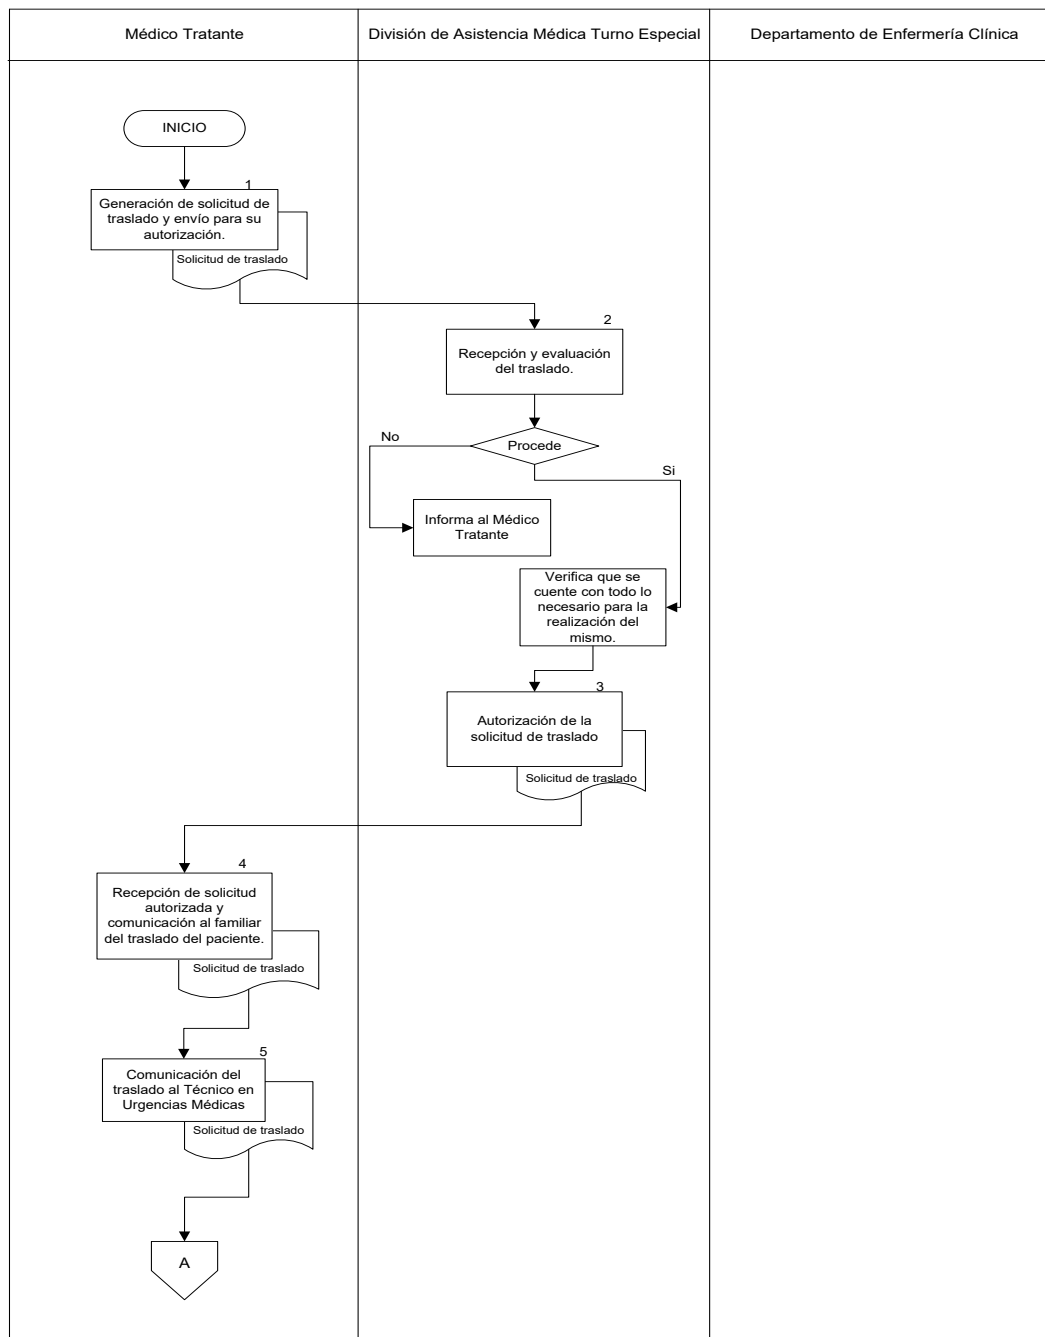 Médico Tratante
División de Asistencia Médica Turno Especial
Departamento de Enfermería Clínica
INICIO
1
Generación de solicitud de
traslado y envío para su
autorización.
Solicitud de traslado
2
Recepción y evaluación
del traslado.
Procede
No
Si
Informa al Médico
Tratante
Verifica que se
cuente con todo lo
necesario para la
realización del
mismo.
3
Autorización de la
solicitud de traslado
Solicitud de traslado
4
Recepción de solicitud
autorizada y
comunicación al familiar
del traslado del paciente.
Solicitud de traslado
5
Comunicación del
traslado al Técnico en
Urgencias Médicas
Solicitud de traslado
A